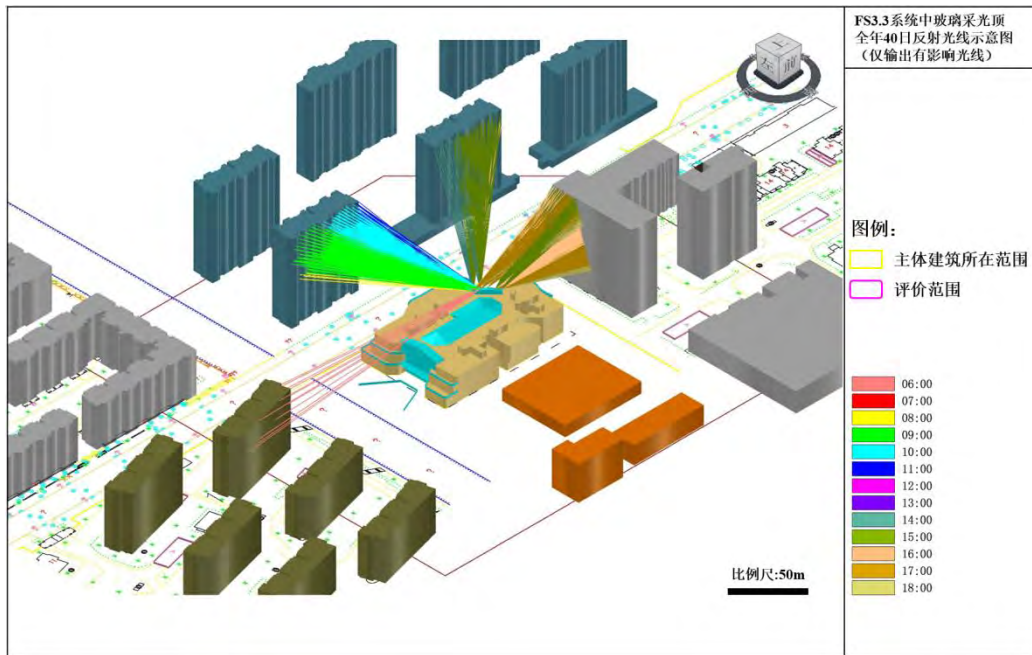 FS3.3系统中玻璃采光顶
全年40日反射光线示意图
（仅输出有影响光线）
上
左
前
图例：
主体建筑所在范围
评价范围
06:00
07:00
08:00
09:00
10:00
11:00
12:00
13:00
14:00
15:00
16:00
17:00
18:00
比例尺:50m